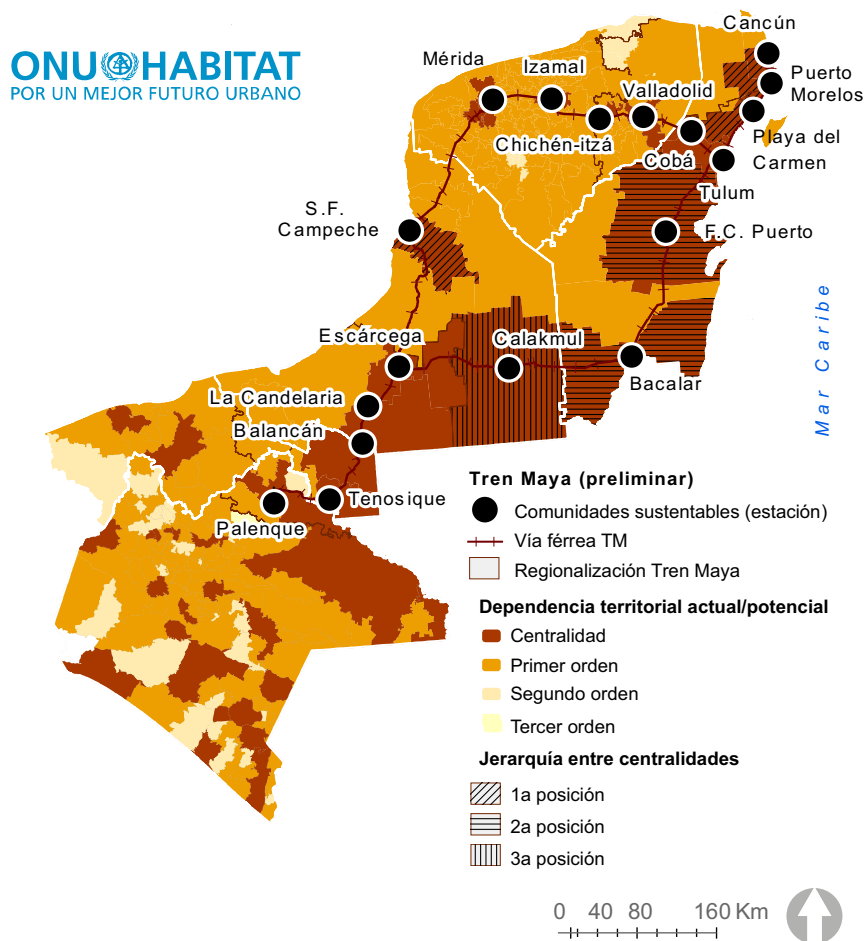 ONU HABITAT
POR UN MEJOR FUTURO URBANO
Cancún
Mérida
Izamal
Puerto
Morelos
Valladolid
Chichén-itzá
Playa del
Carmen
Cobá
Tulum
S.F.
Campeche
F.C. Puerto
Mar Caribe
Escárcega
Calakmul
Bacalar
La Candelaria
Balancán
Tenosique
Palenque
Tren Maya (preliminar)
Comunidades sustentables (estación)
Vía férrea TM
Regionalización Tren Maya
Dependencia territorial actual/potencial
Centralidad
Primer orden
Segundo orden
Tercer orden
Jerarquía entre centralidades
1a posición
2a posición
3a posición
0 40 80 160 Km